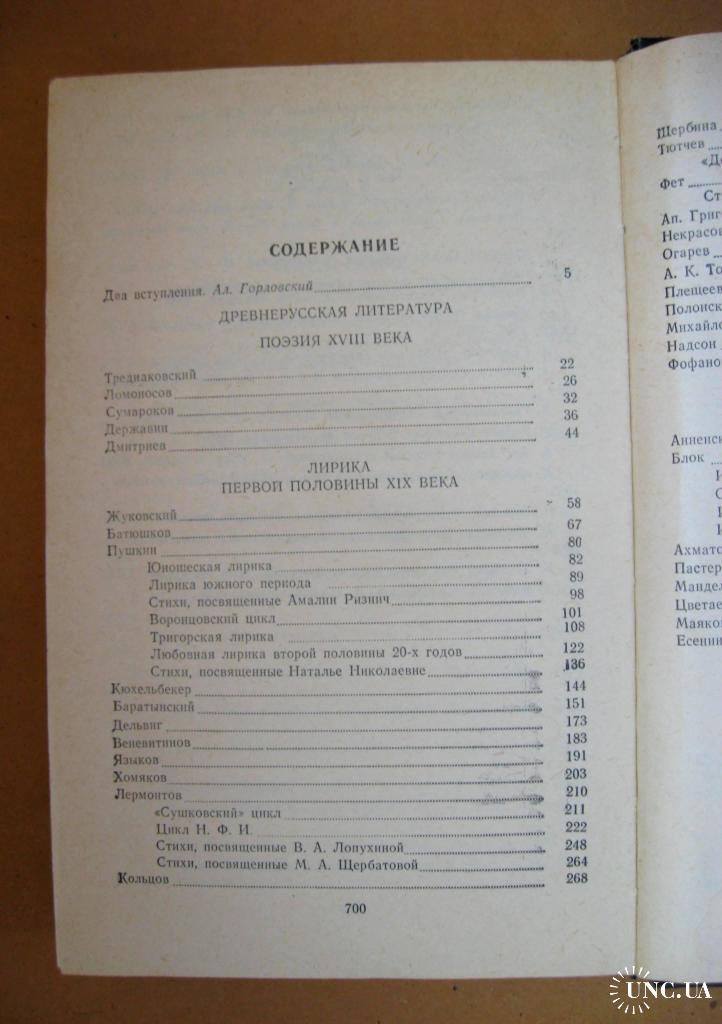 СОДЕРЖАНИЕ
Два вступления. Ал. Горловский 5
ДРЕВНЕРУССКАЯ ЛИТЕРАТУРА
ПОЭЗИЯ XVIII ВЕКА
Тредиаковский 22
Ломоносов 26
Сумароков 32
Державин 36
Дмитриев 44
ЛИРИКА
ПЕРВОЙ ПОЛОВИНЫ XIX ВЕКА
Жуковский 58
Батюшков 67
Пушкин 80
Юношеская лирика 82
Лирика южного периода 89
Стихи, посвященные Амалии Ризнич 98
Воронцовский цикл 101
Тригорская лирика 108
Любовная лирика второй половины 20-х годов 122
Стихи, посвященные Наталье Николаевне 136
Кюхельбекер 144
Баратынский 151
Дельвиг 173
Веневитинов 183
Языков 191
Хомяков 203
Лермонтов 210
«Сушковский» цикл 211
Цикл Н. Ф. И. 222
Стихи, посвященные В. А. Лопухиной 248
Стихи, посвященные М. А. Щербатовой 264
Кольцов 268
700
Щербина
Тютчев
«Де
Фет
Ст
Ап. Григ
Некрасо
Огарев
А. К. То
Плещеев
Полонск
Михайл
Надсон
Фофано
Анненск
Блок
Ахмато
Пастер
Мандел
Цветае
Маяков
Есенин
UNC.UA